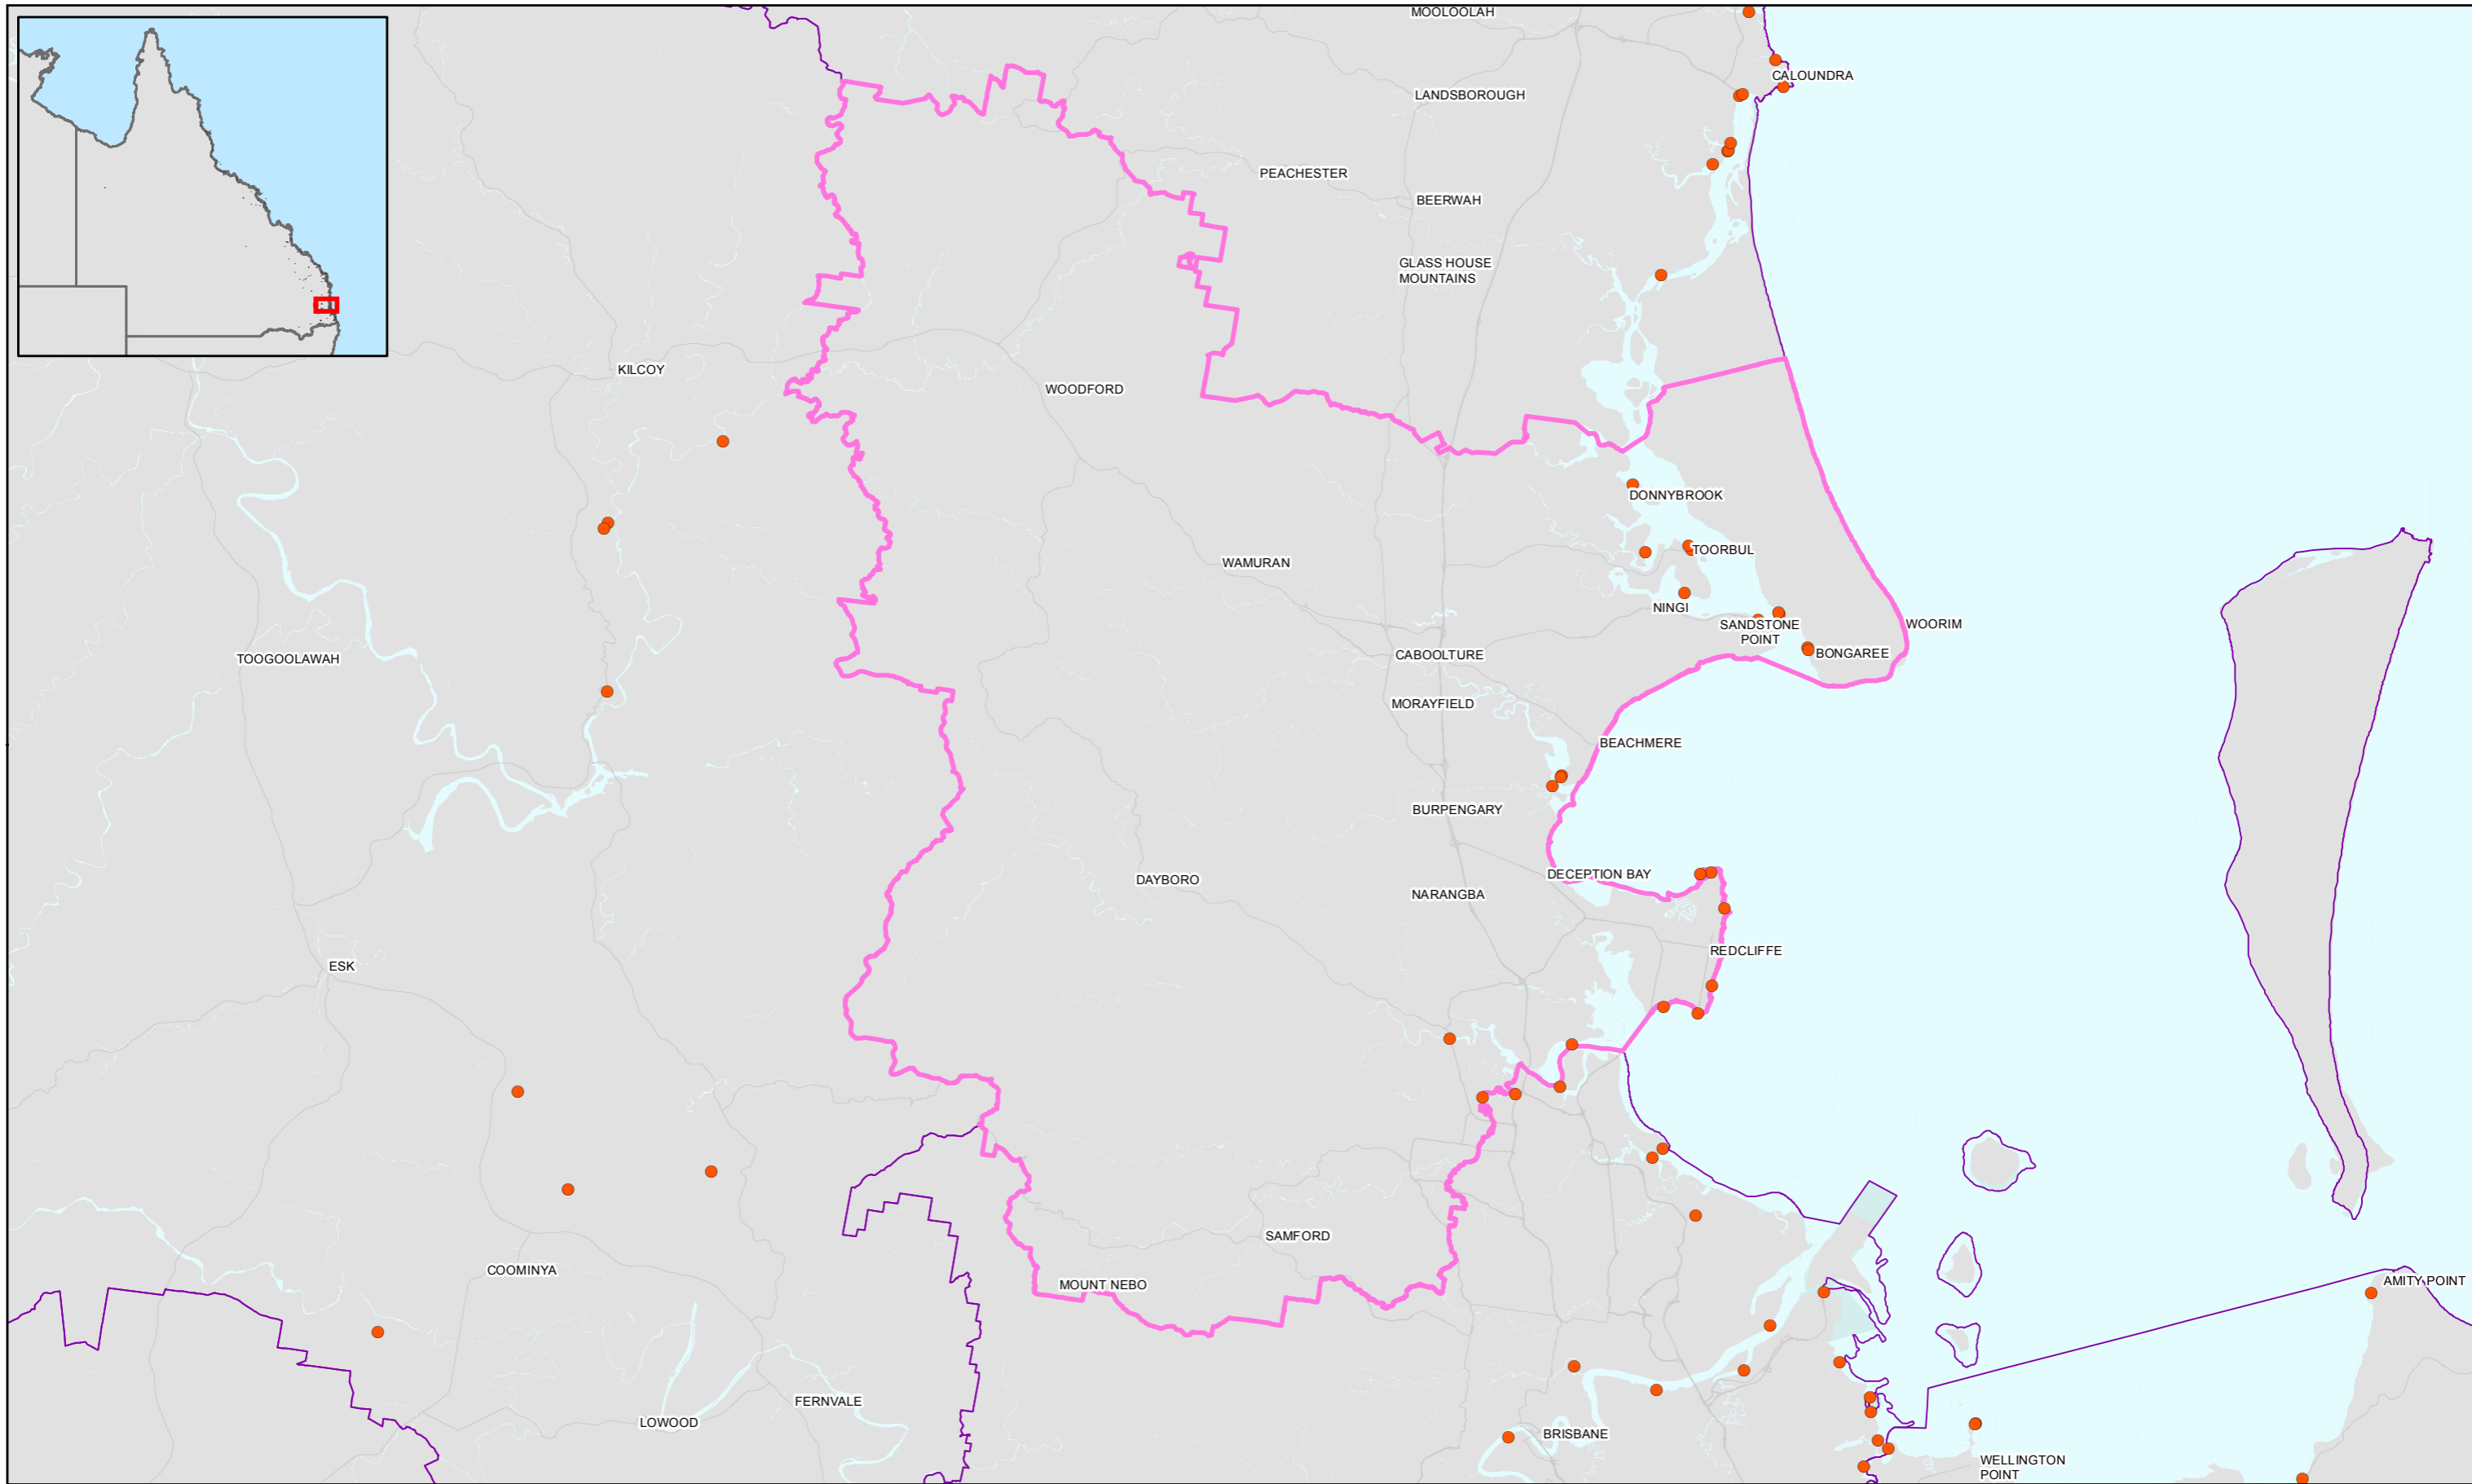 MOOLOOLAH
CALOUNDRA
LANDSBOROUGH
PEACHESTER
BEERWAH
GLASS HOUSE
MOUNTAINS
KILCOY
WOODFORD
DONNYBROOK
TOORBUL
WAMURAN
NINGI
SANDSTONE
POINT
WOORIM
TOOGOOLAWAH
CABOOLTURE
BONGAREE
MORAYFIELD
BEACHMERE
BURPENGARY
DECEPTION BAY
DAYBORO
NARANGBA
REDCLIFFE
ESK
SAMFORD
COOMINYA
MOUNT NEBO
AMITY POINT
FERNVALE
LOWOOD
BRISBANE
WELLINGTON
POINT